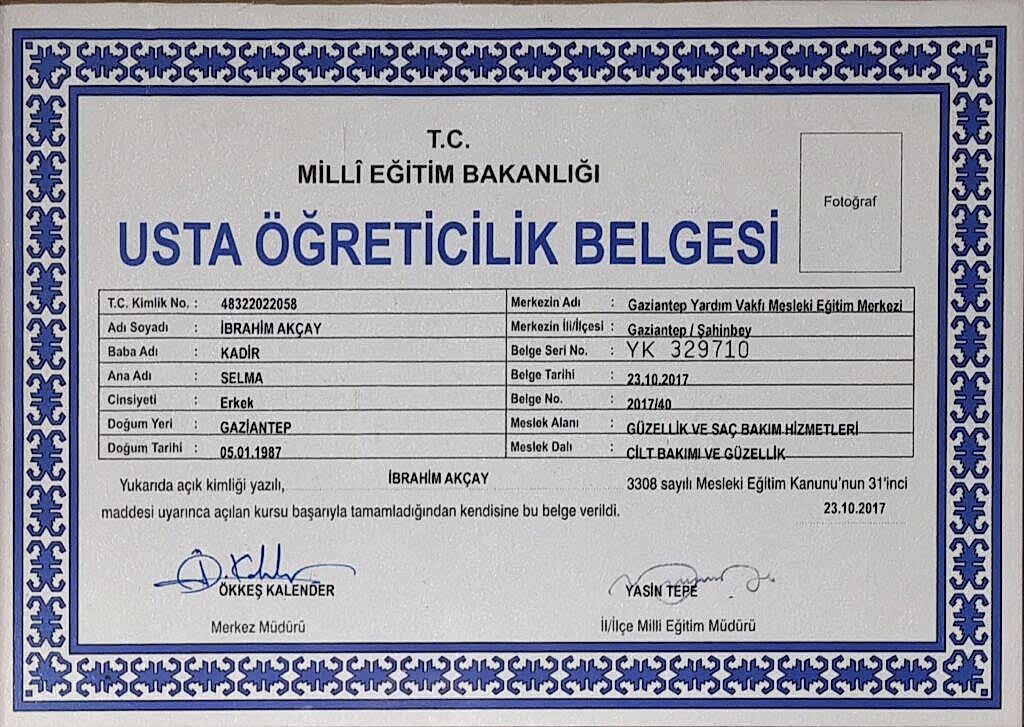 T.C.
MİLLÎ EĞİTİM BAKANLIĞI
Fotoğraf
USTA ÖĞRETİCİLİK BELGESİ
T.C. Kimlik No. : 48322022058 Merkezin Adı : Gaziantep Yardım Vakfı Mesleki Eğitim Merkezi
Adı Soyadı : İBRAHİM AKÇAY Merkezin İli/İlçesi : Gaziantep / Şahinbey
Baba Adı : KADİR Belge Seri No. : YK 329710
Ana Adı : SELMA Belge Tarihi : 23.10.2017
Cinsiyeti : Erkek Belge No. : 2017/40
Doğum Yeri : GAZİANTEP Meslek Alanı : GÜZELLİK VE SAÇ BAKIM HİZMETLERİ
Doğum Tarihi : 05.01.1987 Meslek Dalı : CİLT BAKIMI VE GÜZELLİK
Yukarıda açık kimliği yazılı, İBRAHİM AKÇAY 3308 sayılı Mesleki Eğitim Kanunu'nun 31'inci
maddesi uyarınca açılan kursu başarıyla tamamladığından kendisine bu belge verildi. 23.10.2017
ÖKKEŞ KALENDER YASİN TEPE
Merkez Müdürü İl/İlçe Milli Eğitim Müdürü